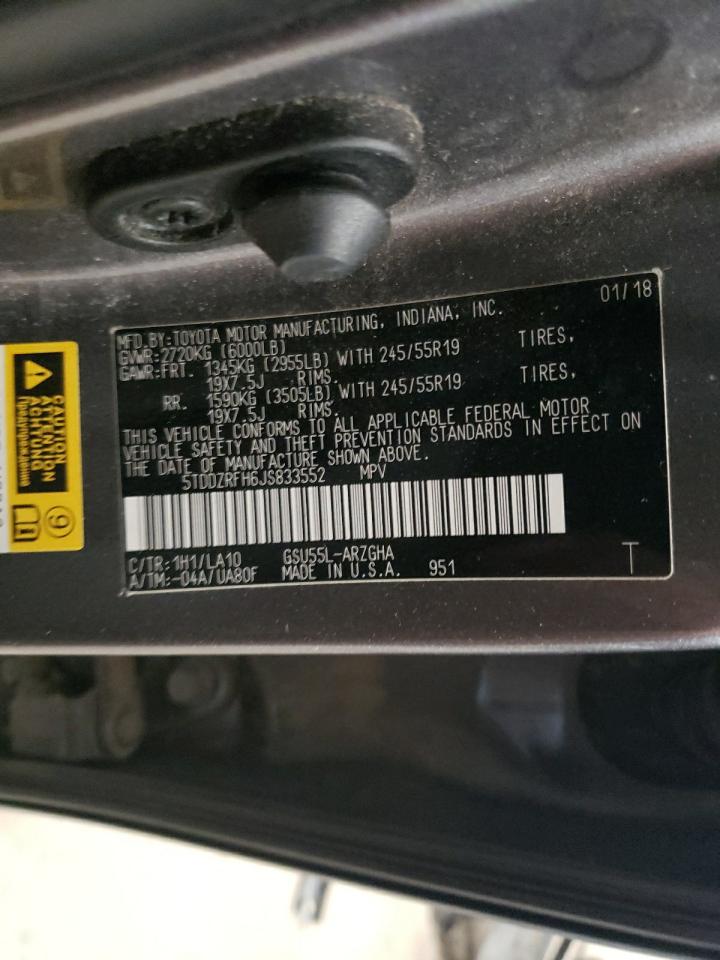 01/18
MFD.BY:TOYOTA MOTOR MANUFACTURING, INDIANA, INC.
GVWR:2720KG (6000LB)
GAWR:FRT. 1345KG (2955LB) WITH 245/55R19 TIRES,
19X7.5J RIMS.
RR. 1590KG (3505LB) WITH 245/55R19 TIRES,
19X7.5J RIMS.
THIS VEHICLE CONFORMS TO ALL APPLICABLE FEDERAL MOTOR
VEHICLE SAFETY AND THEFT PREVENTION STANDARDS IN EFFECT ON
THE DATE OF MANUFACTURE SHOWN ABOVE.
5TDDZRFH6JS833552 MPV
C/TR:1H1/LA10 GSU55L-ARZGHA T
A/TM:-04A/UA80F MADE IN U.S.A. 951
CAUTION
ATTENTION
ACHTUNG
9